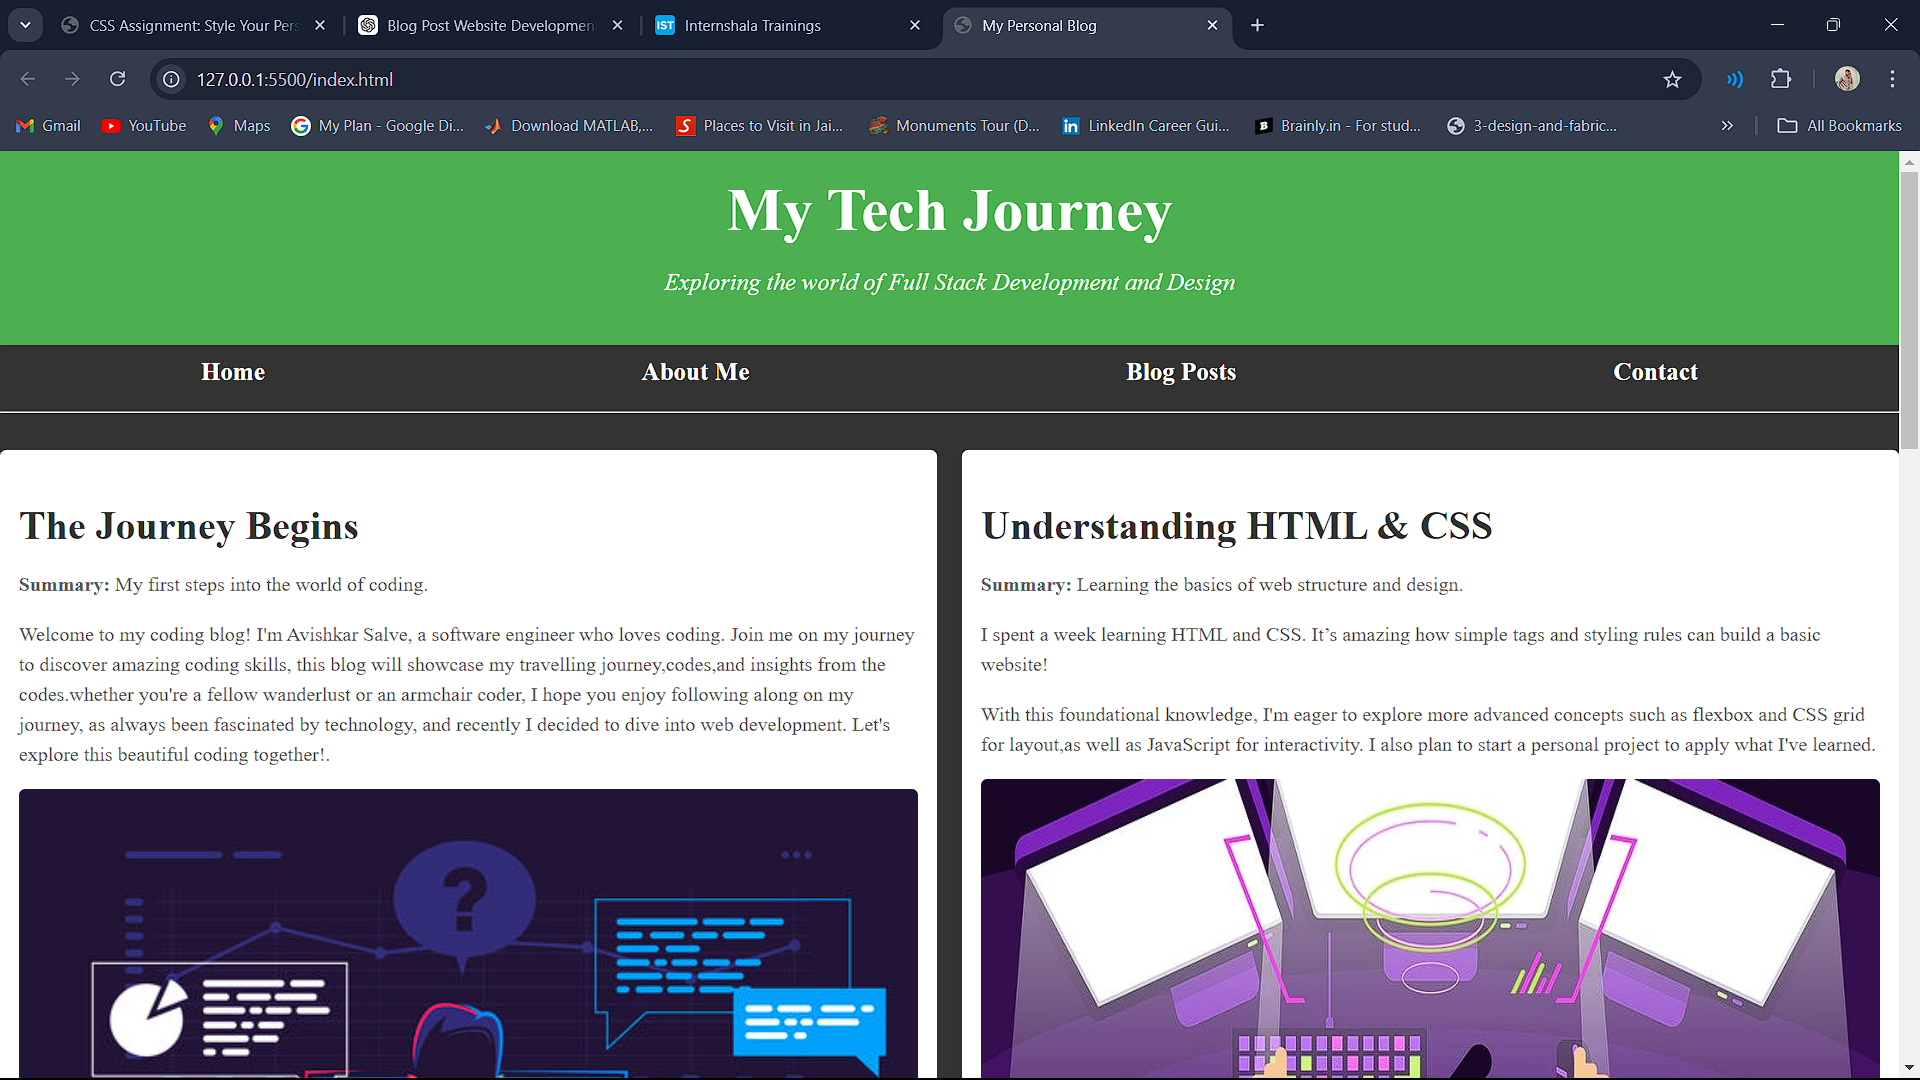 CSS Assignment: Style Your Pers
Blog Post Website Developmen
IST Internshala Trainings
My Personal Blog
127.0.0.1:5500/index.html
Gmail
YouTube
Maps
My Plan - Google Di...
Download MATLAB,...
Places to Visit in Jai...
Monuments Tour (D...
LinkedIn Career Gui...
Brainly.in - For stud...
3-design-and-fabric...
All Bookmarks
My Tech Journey
Exploring the world of Full Stack Development and Design
Home
About Me
Blog Posts
Contact
The Journey Begins
Summary: My first steps into the world of coding.
Welcome to my coding blog! I'm Avishkar Salve, a software engineer who loves coding. Join me on my journey
to discover amazing coding skills, this blog will showcase my travelling journey,codes,and insights from the
codes.whether you're a fellow wanderlust or an armchair coder, I hope you enjoy following along on my
journey, as always been fascinated by technology, and recently I decided to dive into web development. Let's
explore this beautiful coding together!.
?
Understanding HTML & CSS
Summary: Learning the basics of web structure and design.
I spent a week learning HTML and CSS. It’s amazing how simple tags and styling rules can build a basic
website!
With this foundational knowledge, I'm eager to explore more advanced concepts such as flexbox and CSS grid
for layout,as well as JavaScript for interactivity. I also plan to start a personal project to apply what I've learned.